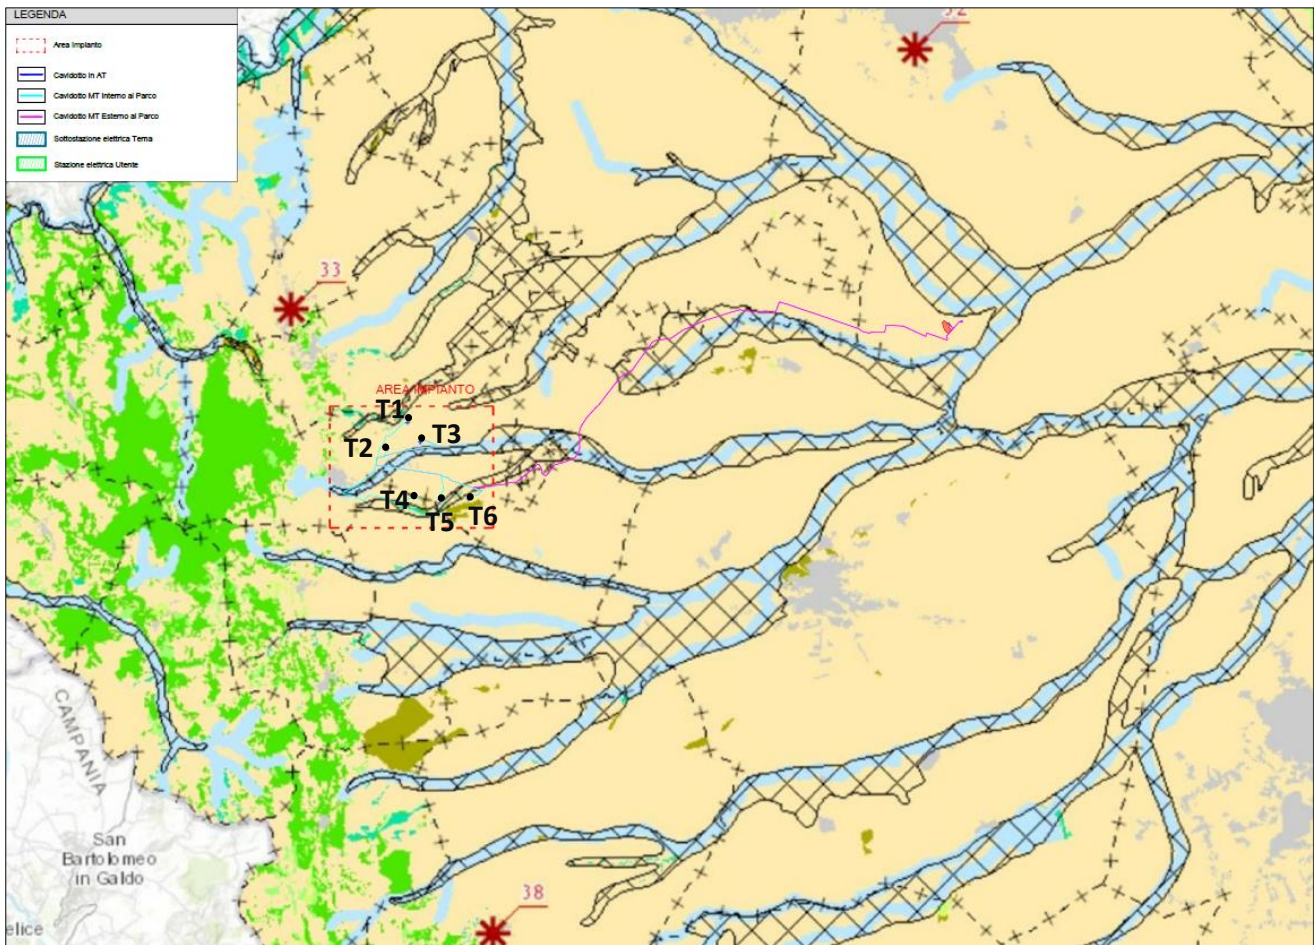 LEGENDA
Area Impianto
Cavidotto in AT
Cavidotto MT Interno al Parco
Cavidotto MT Esterno al Parco
Sottostazione elettrica Terna
Stazione elettrica Utente
32
33
AREA IMPIANTO
T1
T2
T3
T4
T5
T6
CAMPANIA
San
Bartolomeo
in Galdo
38
elice